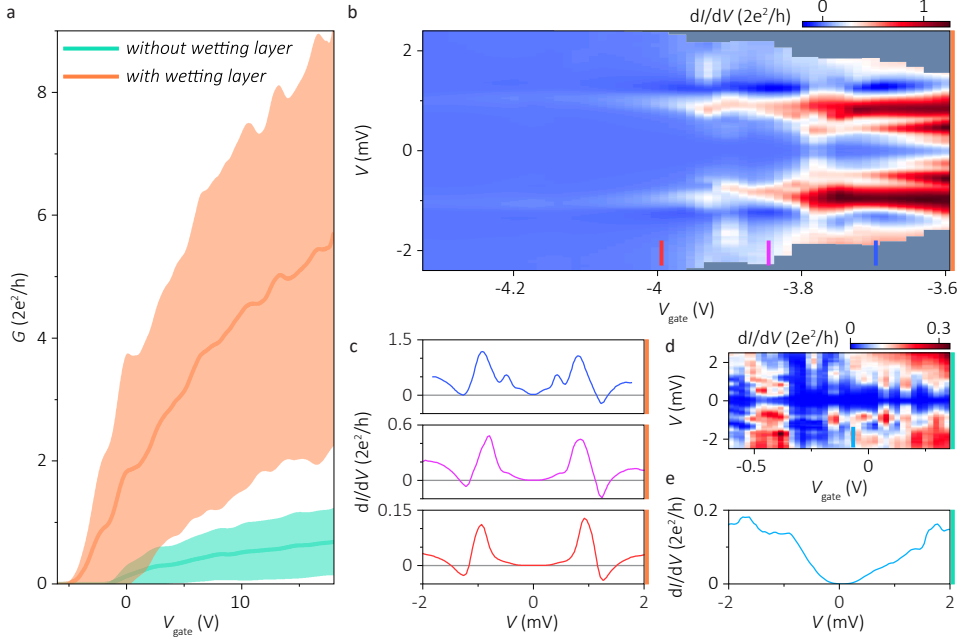 a
without wetting layer
with wetting layer
8
6
4
2
0
G (2e²/h)
0
10
V_gate (V)
b
dI/dV (2e²/h)
0
1
2
0
-2
V (mV)
-4.2
-4
-3.8
-3.6
V_gate (V)
c
1.5
0
0.6
0
0.15
0
dI/dV (2e²/h)
-2
0
2
V (mV)
d
dI/dV (2e²/h)
0
0.3
2
0
-2
V (mV)
-0.5
0
V_gate (V)
e
0.2
0
dI/dV (2e²/h)
-2
0
2
V (mV)